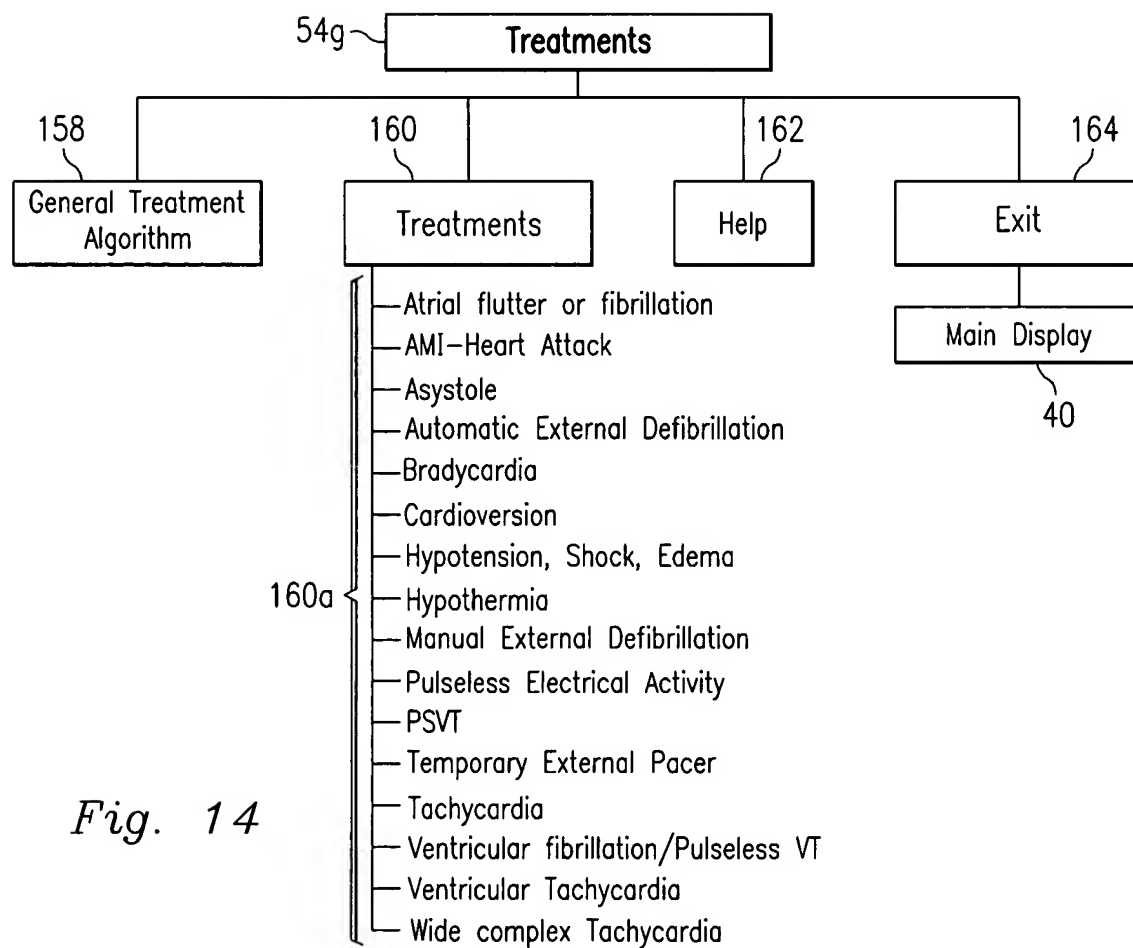 54g
Treatments
158
160
162
164
General Treatment
Algorithm
Treatments
Help
Exit
Main Display
40
160a
Atrial flutter or fibrillation
AMI-Heart Attack
Asystole
Automatic External Defibrillation
Bradycardia
Cardioversion
Hypotension, Shock, Edema
Hypothermia
Manual External Defibrillation
Pulseless Electrical Activity
PSVT
Temporary External Pacer
Tachycardia
Ventricular fibrillation/Pulseless VT
Ventricular Tachycardia
Wide complex Tachycardia
Fig. 14